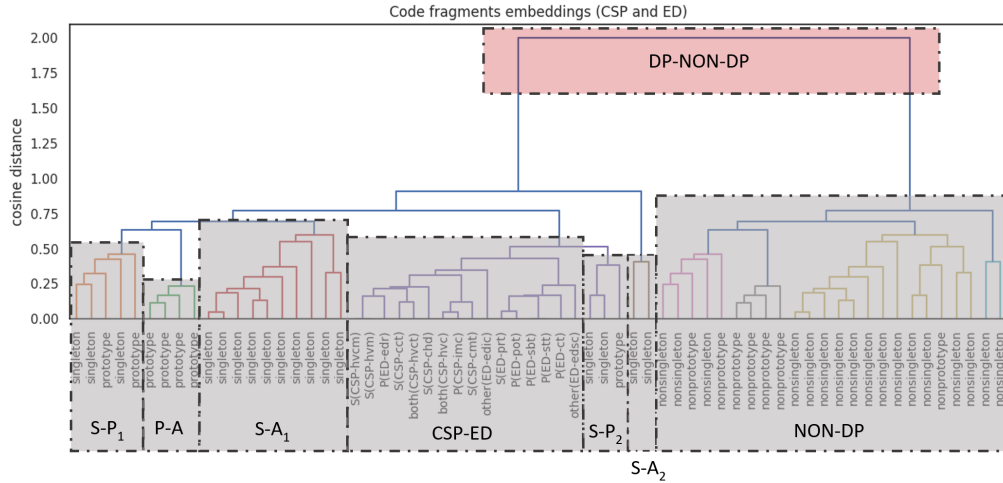 Code fragments embeddings (CSP and ED)
cosine distance
2.00
1.75
1.50
1.25
1.00
0.75
0.50
0.25
0.00
DP-NON-DP
singleton
singleton
prototype
singleton
prototype
prototype
prototype
prototype
prototype
singleton
singleton
singleton
singleton
singleton
singleton
singleton
singleton
singleton
singleton
S(CSP-hvcm)
S(CSP-hvm)
P(ED-edr)
S(CSP-cct)
both(CSP-hvct)
S(CSP-chd)
both(CSP-hvc)
P(CSP-imc)
S(CSP-cmt)
other(ED-edic)
S(ED-prt)
P(ED-pot)
P(ED-sbt)
P(ED-stt)
P(ED-ct)
other(ED-edisc)
singleton
singleton
prototype
singleton
singleton
nonsingleton
nonsingleton
nonsingleton
nonprototype
nonprototype
nonprototype
nonprototype
nonprototype
nonprototype
nonsingleton
nonsingleton
nonsingleton
nonsingleton
nonsingleton
nonsingleton
nonsingleton
nonsingleton
nonsingleton
nonprototype
nonsingleton
nonsingleton
nonsingleton
nonsingleton
S-P1
P-A
S-A1
CSP-ED
S-P2
NON-DP
S-A2